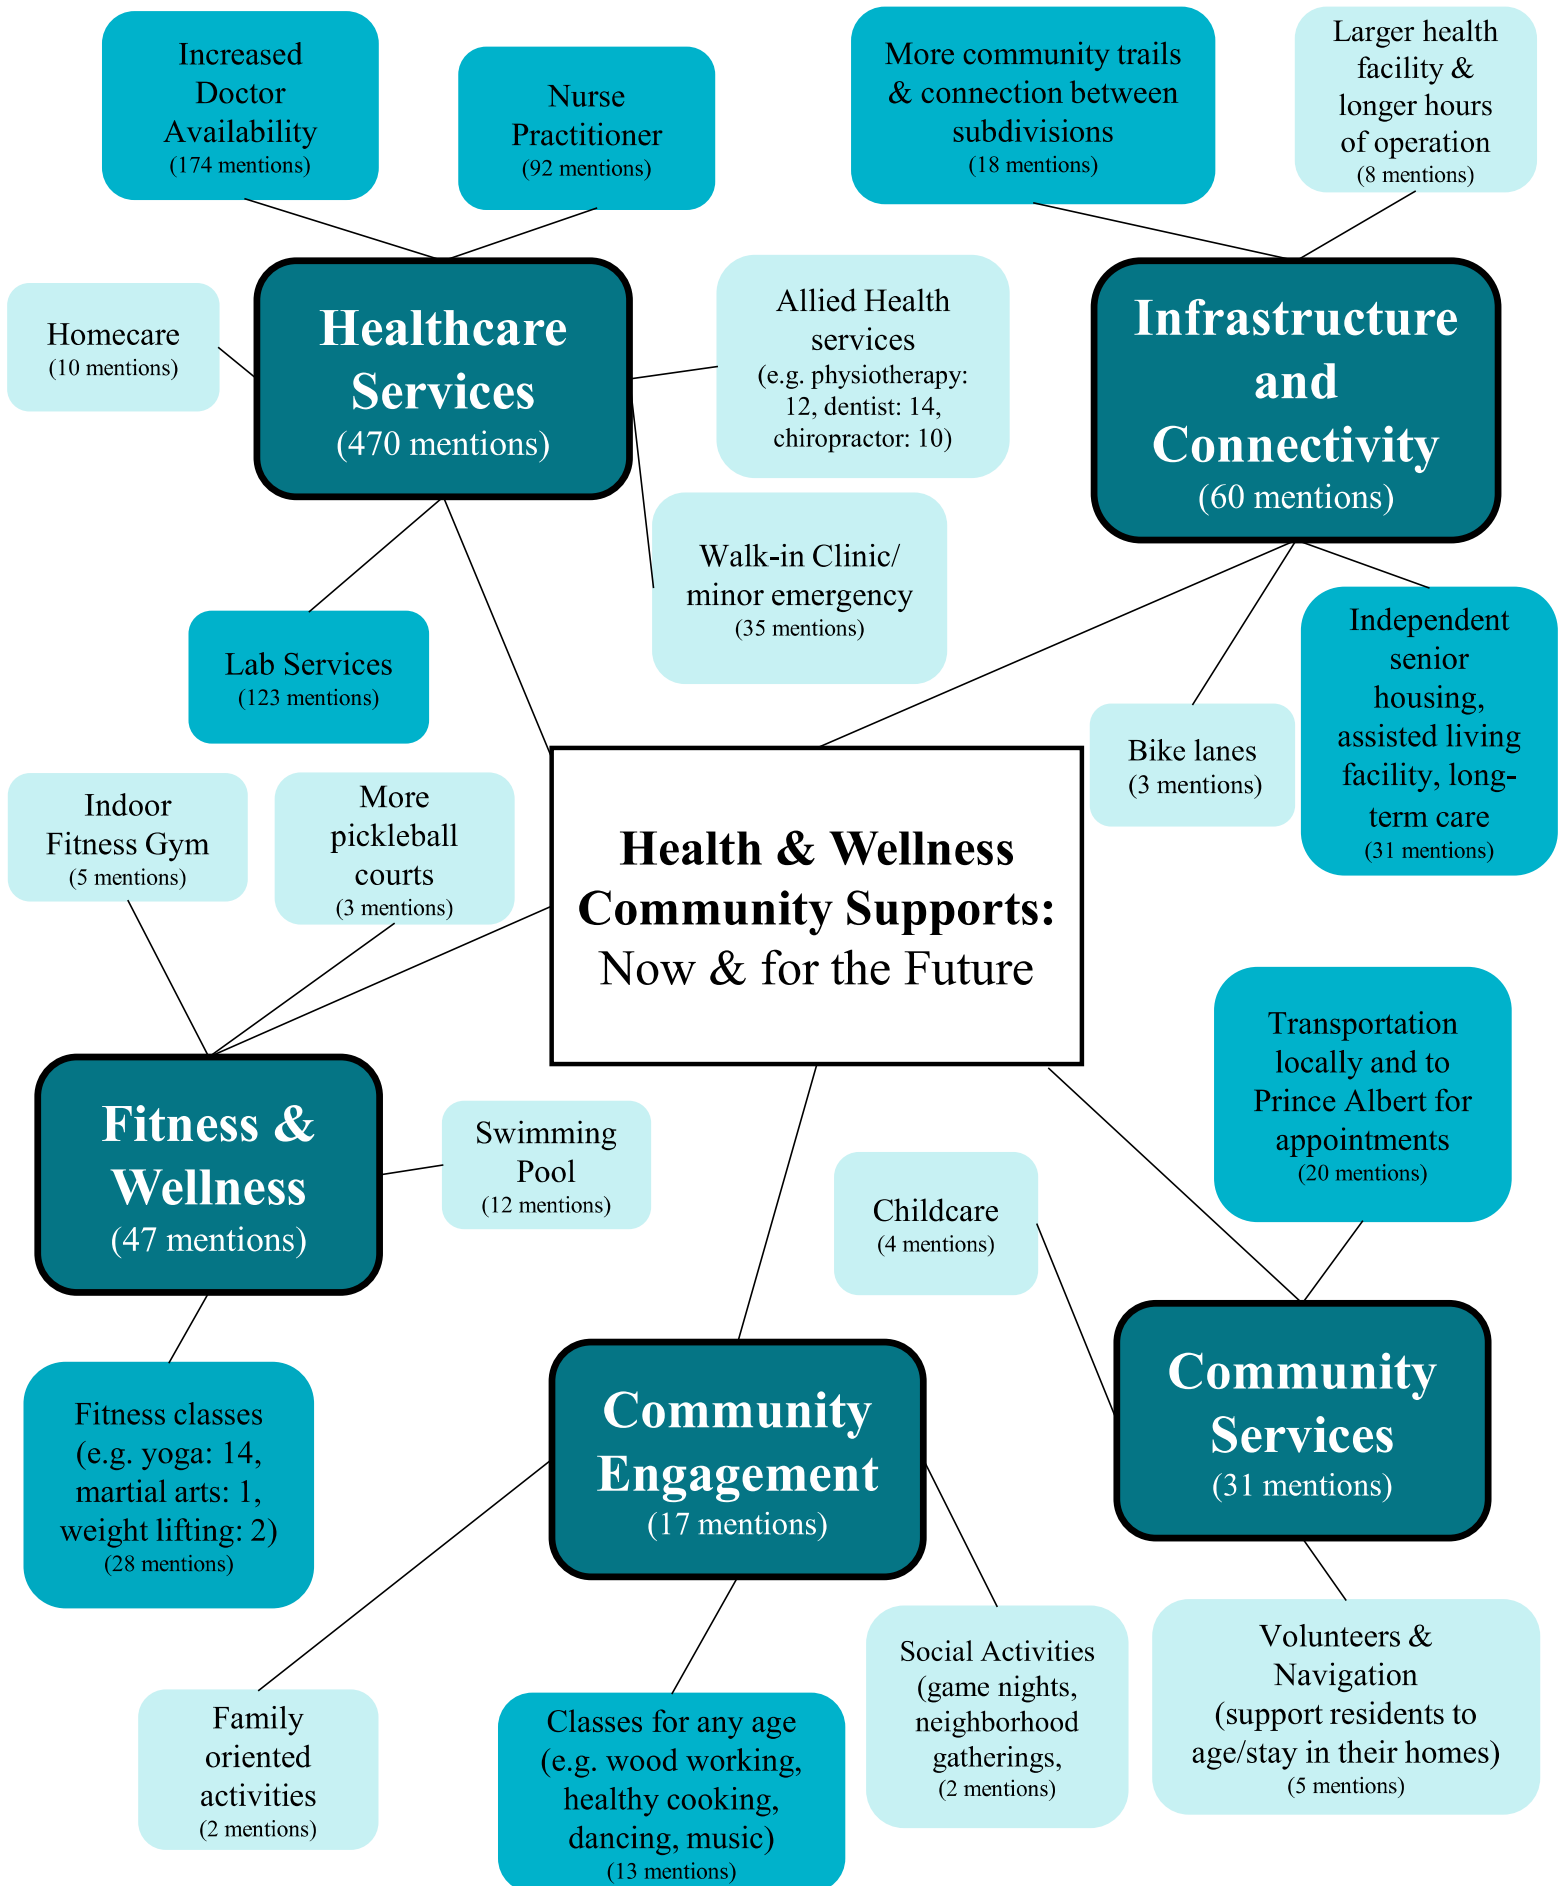 Increased
Doctor
Availability
(174 mentions)
Nurse
Practitioner
(92 mentions)
More community trails
& connection between
subdivisions
(18 mentions)
Larger health
facility &
longer hours
of operation
(8 mentions)
Homecare
(10 mentions)
Healthcare
Services
(470 mentions)
Allied Health
services
(e.g. physiotherapy:
12, dentist: 14,
chiropractor: 10)
Infrastructure
and
Connectivity
(60 mentions)
Walk-in Clinic/
minor emergency
(35 mentions)
Lab Services
(123 mentions)
Independent
senior
housing,
assisted living
facility, long-
term care
(31 mentions)
Bike lanes
(3 mentions)
Indoor
Fitness Gym
(5 mentions)
More
pickleball
courts
(3 mentions)
Health & Wellness
Community Supports:
Now & for the Future
Transportation
locally and to
Prince Albert for
appointments
(20 mentions)
Fitness &
Wellness
(47 mentions)
Swimming
Pool
(12 mentions)
Childcare
(4 mentions)
Community
Services
(31 mentions)
Community
Engagement
(17 mentions)
Fitness classes
(e.g. yoga: 14,
martial arts: 1,
weight lifting: 2)
(28 mentions)
Family
oriented
activities
(2 mentions)
Classes for any age
(e.g. wood working,
healthy cooking,
dancing, music)
(13 mentions)
Social Activities
(game nights,
neighborhood
gatherings,
(2 mentions)
Volunteers &
Navigation
(support residents to
age/stay in their homes)
(5 mentions)